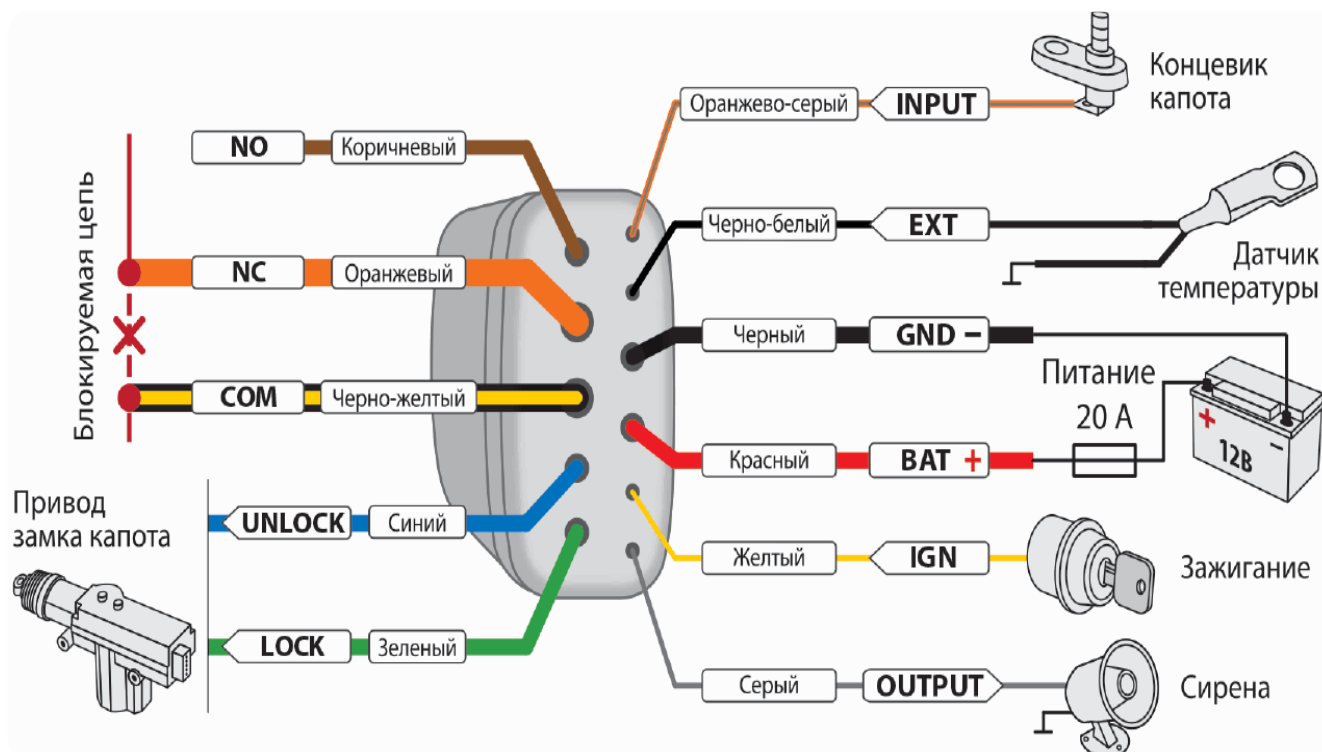 Концевик
капота
Оранжево-серый
INPUT
NO
Коричневый
Блокируемая цепь
Черно-белый
EXT
Датчик
температуры
NC
Оранжевый
Черный
GND –
Питание
20 А
COM
Черно-желтый
Красный
BAT +
+
–
12В
Привод
замка капота
UNLOCK
Синий
Желтый
IGN
Зажигание
LOCK
Зеленый
Серый
OUTPUT
Сирена